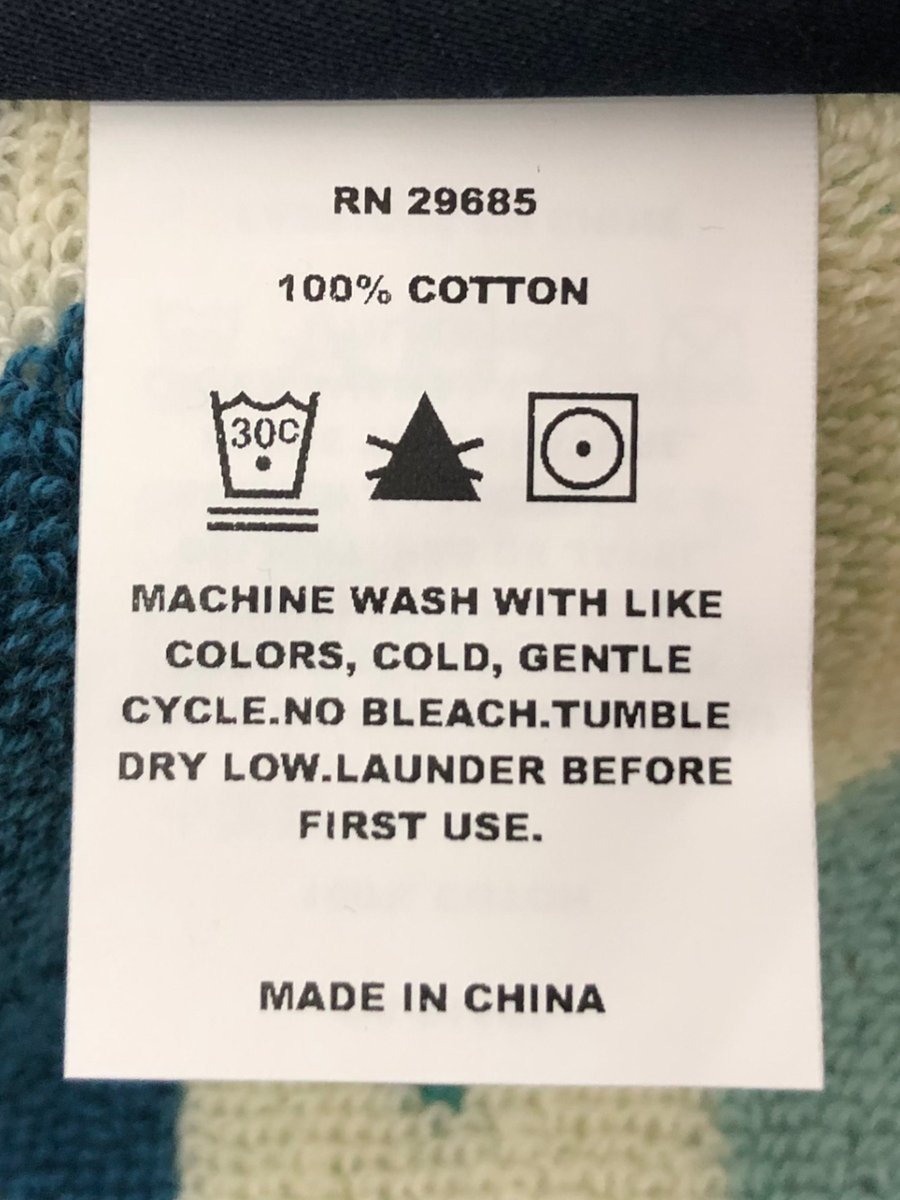 RN 29685
100% COTTON
30C
MACHINE WASH WITH LIKE
COLORS, COLD, GENTLE
CYCLE.NO BLEACH.TUMBLE
DRY LOW.LAUNDER BEFORE
FIRST USE.
MADE IN CHINA